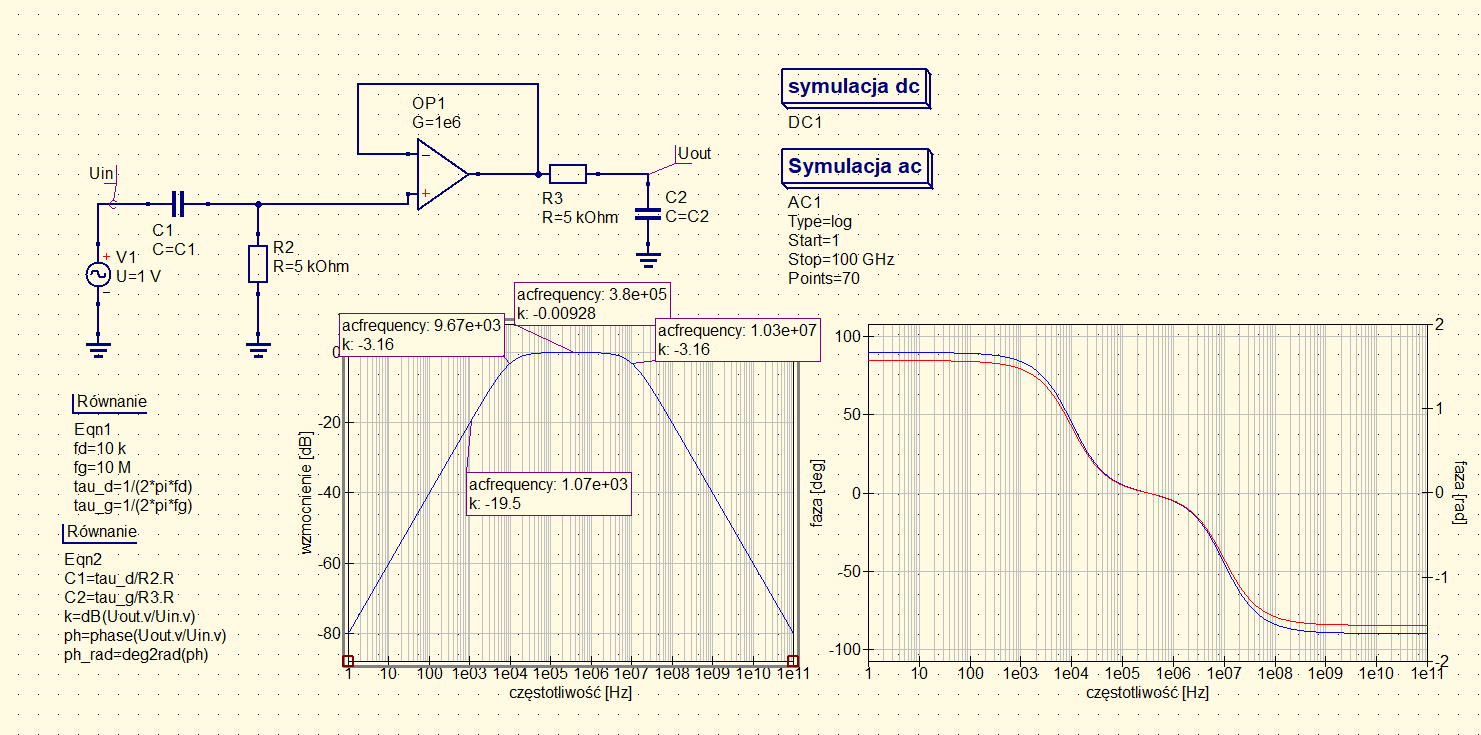 OP1
G=1e6
Uin
C1
C=C1
V1
U=1 V
R2
R=5 kOhm
R3
R=5 kOhm
Uout
C2
C=C2
symulacja dc
DC1
Symulacja ac
AC1
Type=log
Start=1
Stop=100 GHz
Points=70
Równanie
Eqn1
fd=10 k
fg=10 M
tau_d=1/(2*pi*fd)
tau_g=1/(2*pi*fg)
Równanie
Eqn2
C1=tau_d/R2.R
C2=tau_g/R3.R
k=dB(Uout.v/Uin.v)
ph=phase(Uout.v/Uin.v)
ph_rad=deg2rad(ph)
acfrequency: 9.67e+03
k: -3.16
acfrequency: 3.8e+05
k: -0.00928
acfrequency: 1.03e+07
k: -3.16
acfrequency: 1.07e+03
k: -19.5
0
-20
-40
-60
-80
wzmocnienie [dB]
1 10 100 1e03 1e04 1e05 1e06 1e07 1e08 1e09 1e10 1e11
częstotliwość [Hz]
100
50
0
-50
-100
faza [deg]
2
1
0
-1
-2
faza [rad]
1 10 100 1e03 1e04 1e05 1e06 1e07 1e08 1e09 1e10 1e11
częstotliwość [Hz]